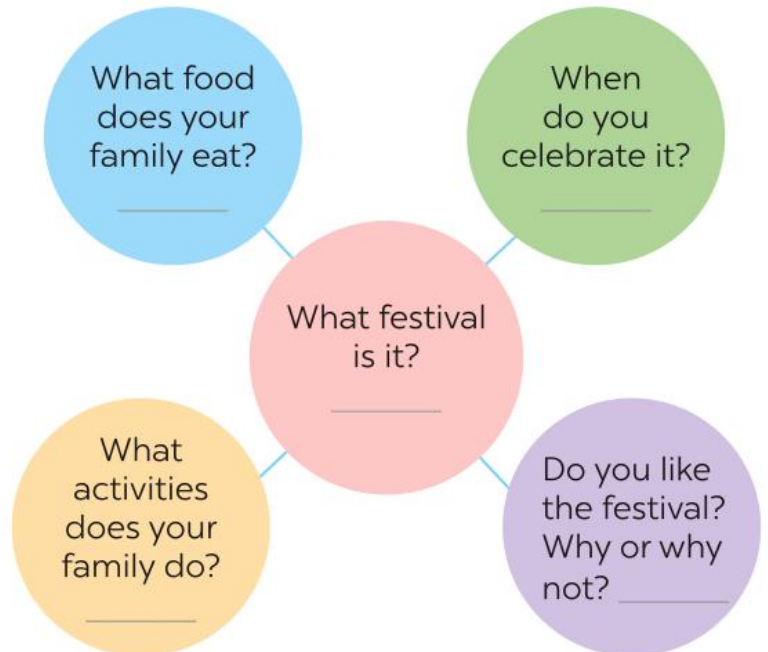 What food
does your
family eat?
When
do you
celebrate it?
What festival
is it?
What
activities
does your
family do?
Do you like
the festival?
Why or why
not?